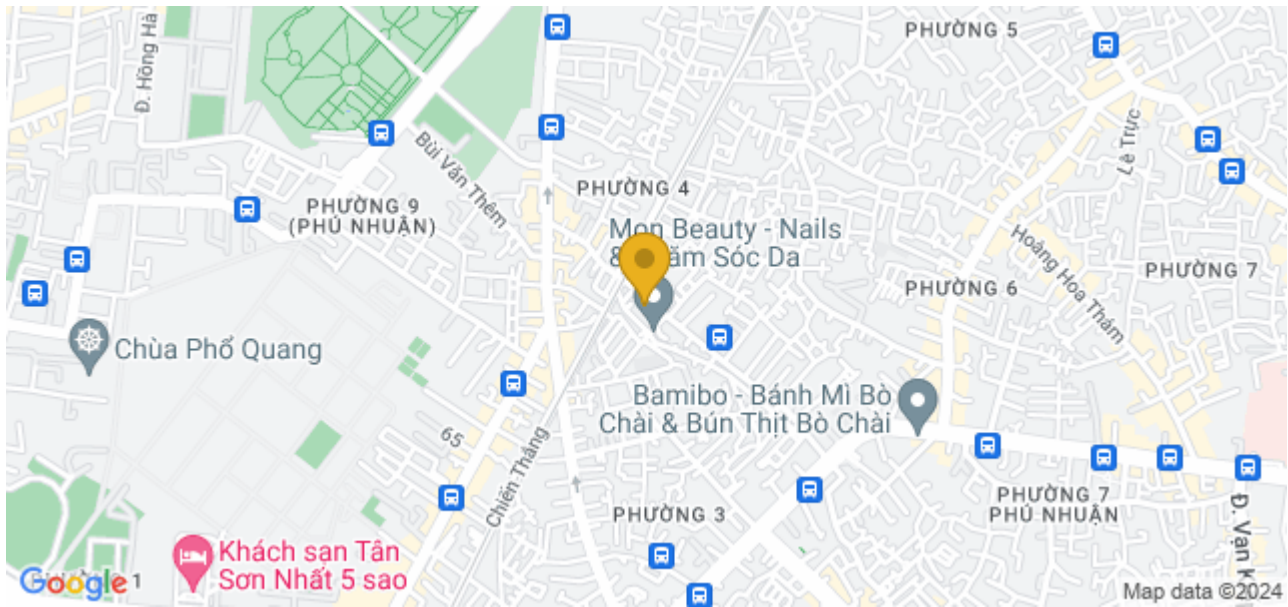 PHƯỜNG 5
Đ. Hồng Hà
Lê Trực
Bùi Văn Thêm
PHƯỜNG 4
PHƯỜNG 9
(PHÚ NHUẬN)
Mon Beauty - Nails
& Chăm Sóc Da
Hoàng Hoa Thám
PHƯỜNG 7
PHƯỜNG 6
Chùa Phổ Quang
Bamibo - Bánh Mì Bò
Chài & Bún Thịt Bò Chài
65
Chiến Thắng
PHƯỜNG 7
PHÚ NHUẬN
PHƯỜNG 3
Khách sạn Tân
Sơn Nhất 5 sao
Google
1
Đ. Vạn K
Map data ©2024